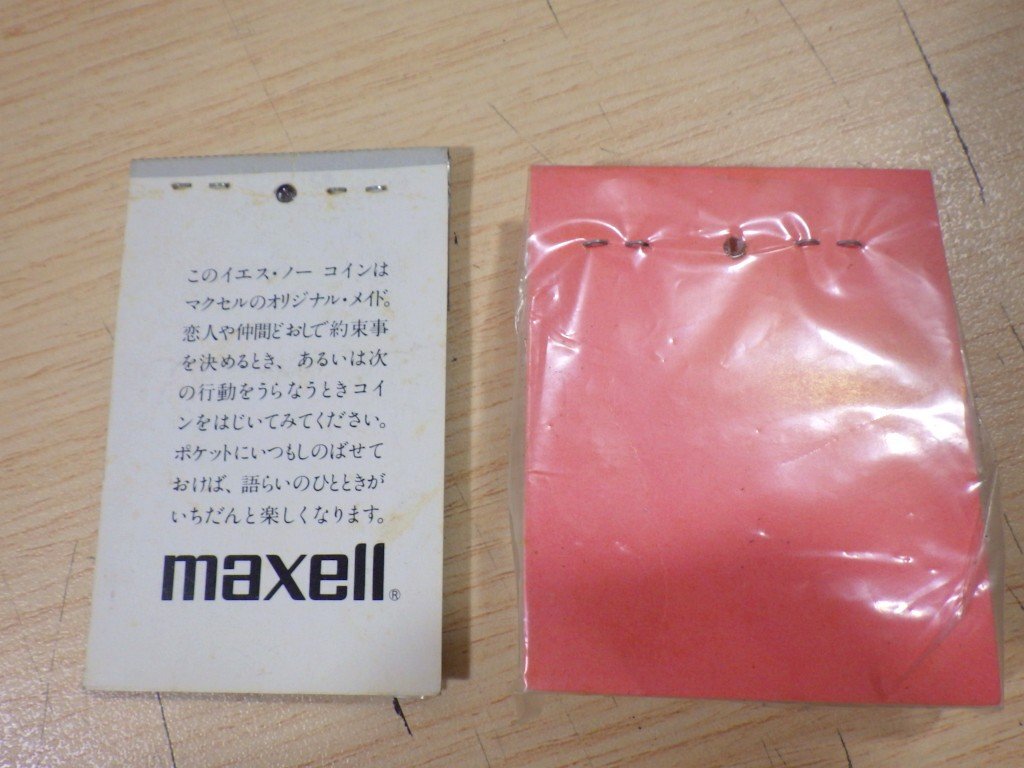 このイエス・ノー コインは
マクセルのオリジナル・メイド。
恋人や仲間どおしで約束事
を決めるとき、あるいは次
の行動をうらなうときコイ
ンをはじいてみてください。
ポケットにいつもしのばせて
おけば、語らいのひとときが
いちだんと楽しくなります。
maxell®